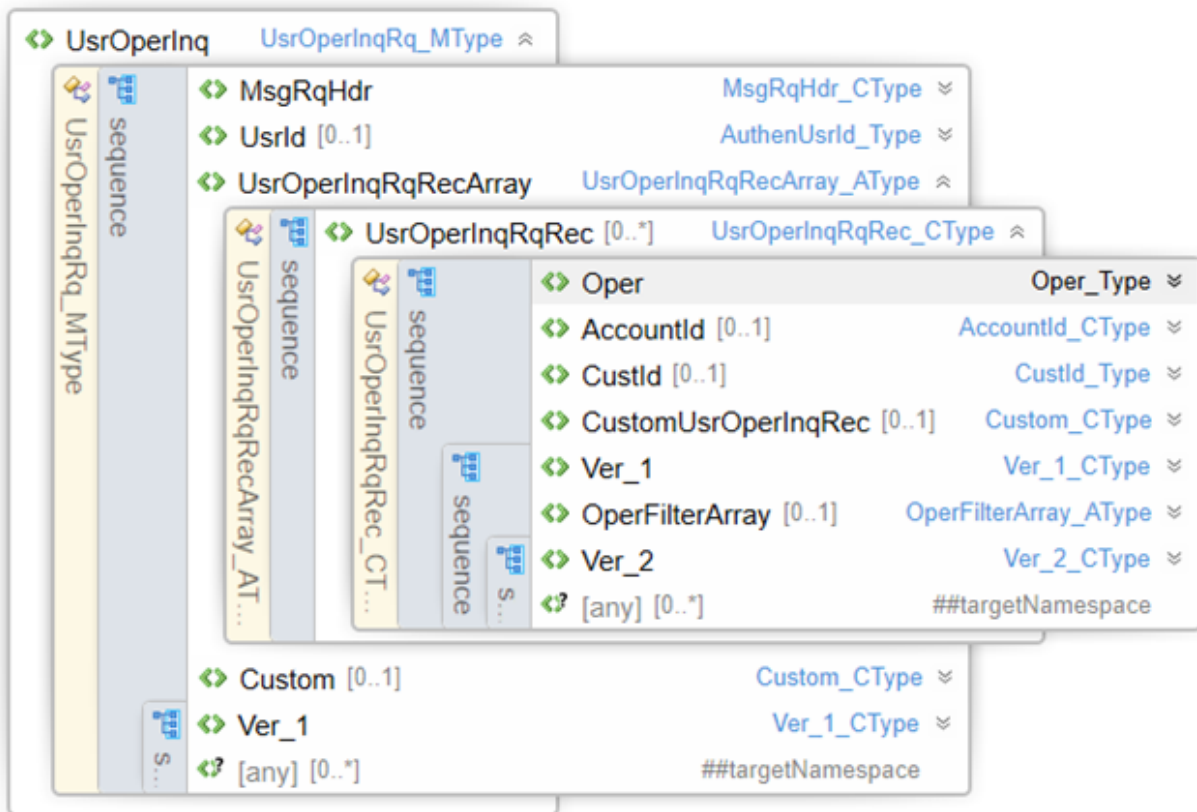 UsrOperInq UsrOperInqRq_MType
UsrOperInqRq_MType
sequence
MsgRqHdr MsgRqHdr_CType
UsrId [0..1] AuthenUsrId_Type
UsrOperInqRqRecArray UsrOperInqRqRecArray_AType
UsrOperInqRqRecArray_AT...
sequence
UsrOperInqRqRec [0..*] UsrOperInqRqRec_CType
UsrOperInqRqRec_CT...
sequence
Oper Oper_Type
AccountId [0..1] AccountId_CType
CustId [0..1] CustId_Type
CustomUsrOperInqRec [0..1] Custom_CType
sequence
Ver_1 Ver_1_CType
OperFilterArray [0..1] OperFilterArray_AType
s...
Ver_2 Ver_2_CType
[any] [0..*] ##targetNamespace
Custom [0..1] Custom_CType
s...
Ver_1 Ver_1_CType
[any] [0..*] ##targetNamespace